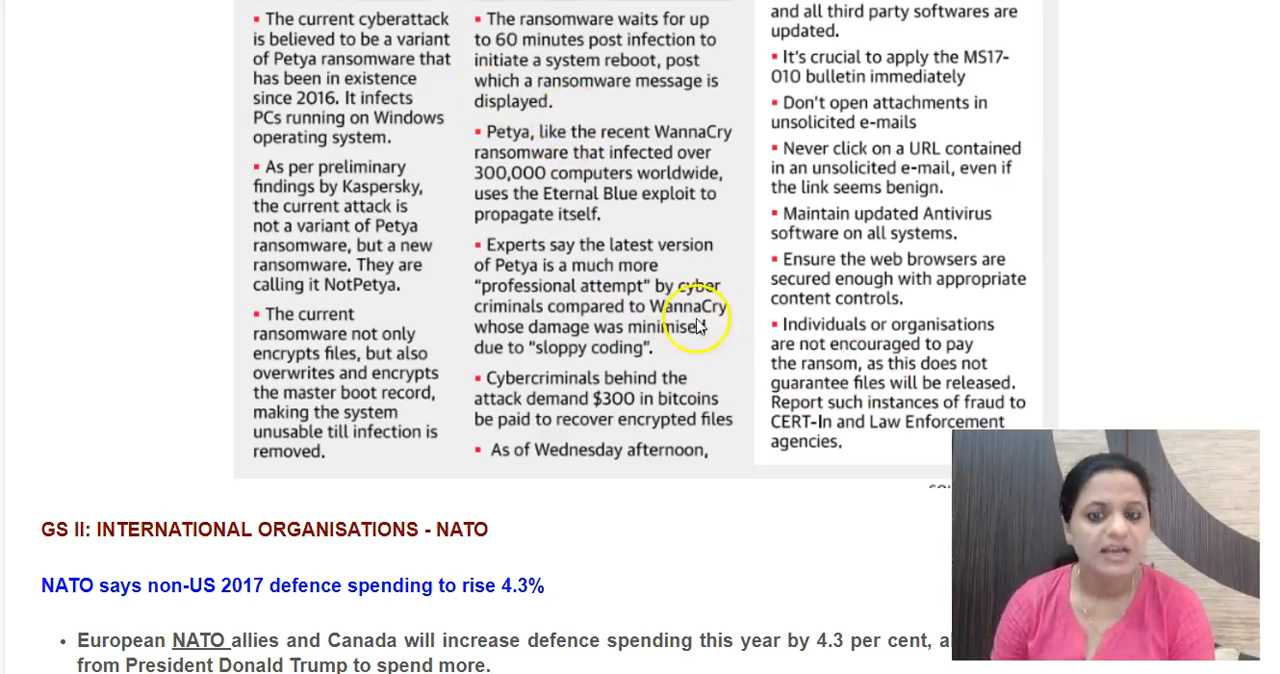 ▪ The current cyberattack
is believed to be a variant
of Petya ransomware that
has been in existence
since 2016. It infects
PCs running on Windows
operating system.
▪ As per preliminary
findings by Kaspersky,
the current attack is
not a variant of Petya
ransomware, but a new
ransomware. They are
calling it NotPetya.
▪ The current
ransomware not only
encrypts files, but also
overwrites and encrypts
the master boot record,
making the system
unusable till infection is
removed.
▪ The ransomware waits for up
to 60 minutes post infection to
initiate a system reboot, post
which a ransomware message is
displayed.
▪ Petya, like the recent WannaCry
ransomware that infected over
300,000 computers worldwide,
uses the Eternal Blue exploit to
propagate itself.
▪ Experts say the latest version
of Petya is a much more
“professional attempt” by cyber
criminals compared to WannaCry
whose damage was minimised
due to “sloppy coding”.
▪ Cybercriminals behind the
attack demand $300 in bitcoins
be paid to recover encrypted files
▪ As of Wednesday afternoon,
and all third party softwares are
updated.
▪ It’s crucial to apply the MS17-
010 bulletin immediately
▪ Don’t open attachments in
unsolicited e-mails
▪ Never click on a URL contained
in an unsolicited e-mail, even if
the link seems benign.
▪ Maintain updated Antivirus
software on all systems.
▪ Ensure the web browsers are
secured enough with appropriate
content controls.
▪ Individuals or organisations
are not encouraged to pay
the ransom, as this does not
guarantee files will be released.
Report such instances of fraud to
CERT-In and Law Enforcement
agencies.
GS II: INTERNATIONAL ORGANISATIONS - NATO
NATO says non-US 2017 defence spending to rise 4.3%
• European NATO allies and Canada will increase defence spending this year by 4.3 per cent,
from President Donald Trump to spend more.